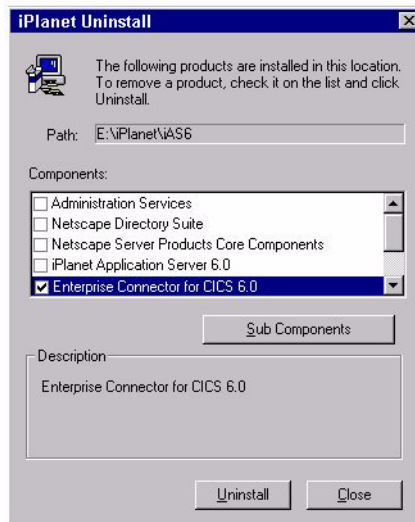 iPlanet Uninstall
The following products are installed in this location.
To remove a product, check it on the list and click
Uninstall.
Path: E:\iPlanet\iAS6
Components:
Administration Services
Netscape Directory Suite
Netscape Server Products Core Components
iPlanet Application Server 6.0
Enterprise Connector for CICS 6.0
Sub Components
Description
Enterprise Connector for CICS 6.0
Uninstall Close